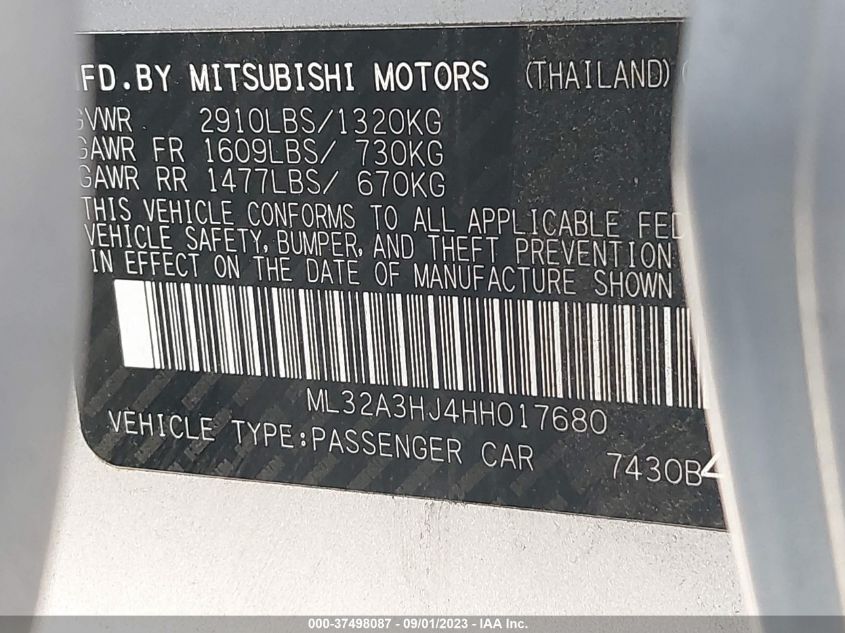 MFD.BY MITSUBISHI MOTORS (THAILAND)
GVWR 2910LBS/1320KG
GAWR FR 1609LBS/ 730KG
GAWR RR 1477LBS/ 670KG
THIS VEHICLE CONFORMS TO ALL APPLICABLE FED
VEHICLE SAFETY, BUMPER, AND THEFT PREVENTION
IN EFFECT ON THE DATE OF MANUFACTURE SHOWN
ML32A3HJ4HH017680
VEHICLE TYPE:PASSENGER CAR
7430B
000-37498087 - 09/01/2023 - IAA Inc.